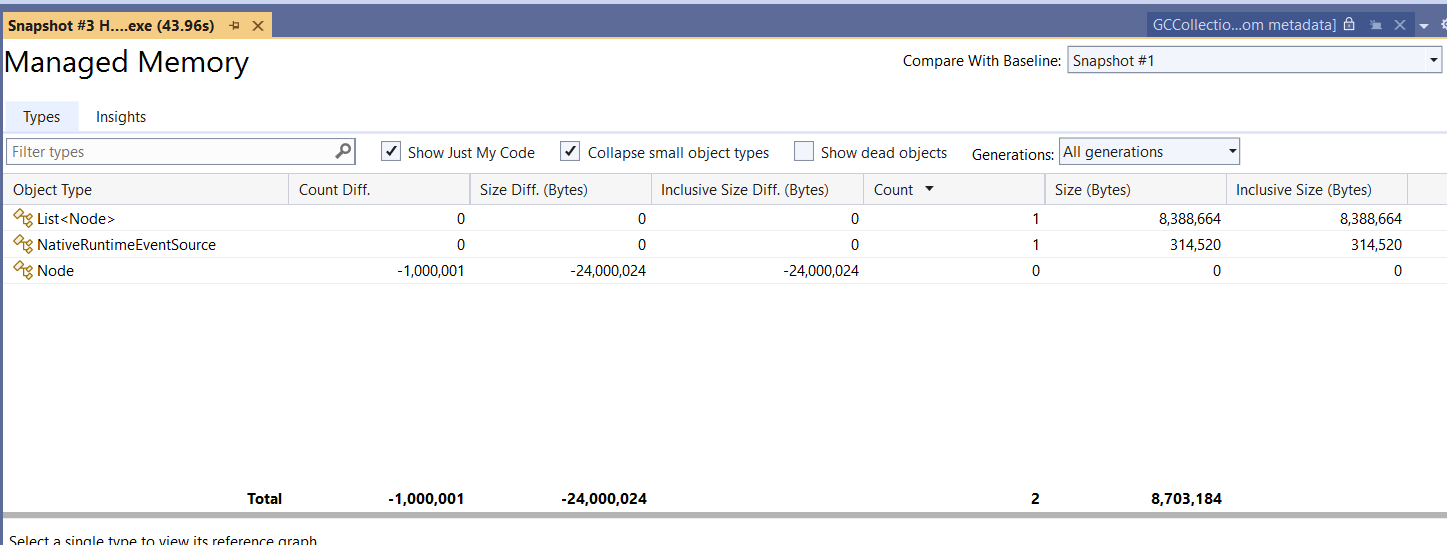 Snapshot #3 H....exe (43.96s)
GCCollectio...om metadata]
Managed Memory
Compare With Baseline: Snapshot #1
Types Insights
Filter types Show Just My Code Collapse small object types Show dead objects Generations: All generations
Object Type Count Diff. Size Diff. (Bytes) Inclusive Size Diff. (Bytes) Count Size (Bytes) Inclusive Size (Bytes)
List<Node> 0 0 0 1 8,388,664 8,388,664
NativeRuntimeEventSource 0 0 0 1 314,520 314,520
Node -1,000,001 -24,000,024 -24,000,024 0 0 0
Total -1,000,001 -24,000,024 2 8,703,184
Select a single type to view its reference graph